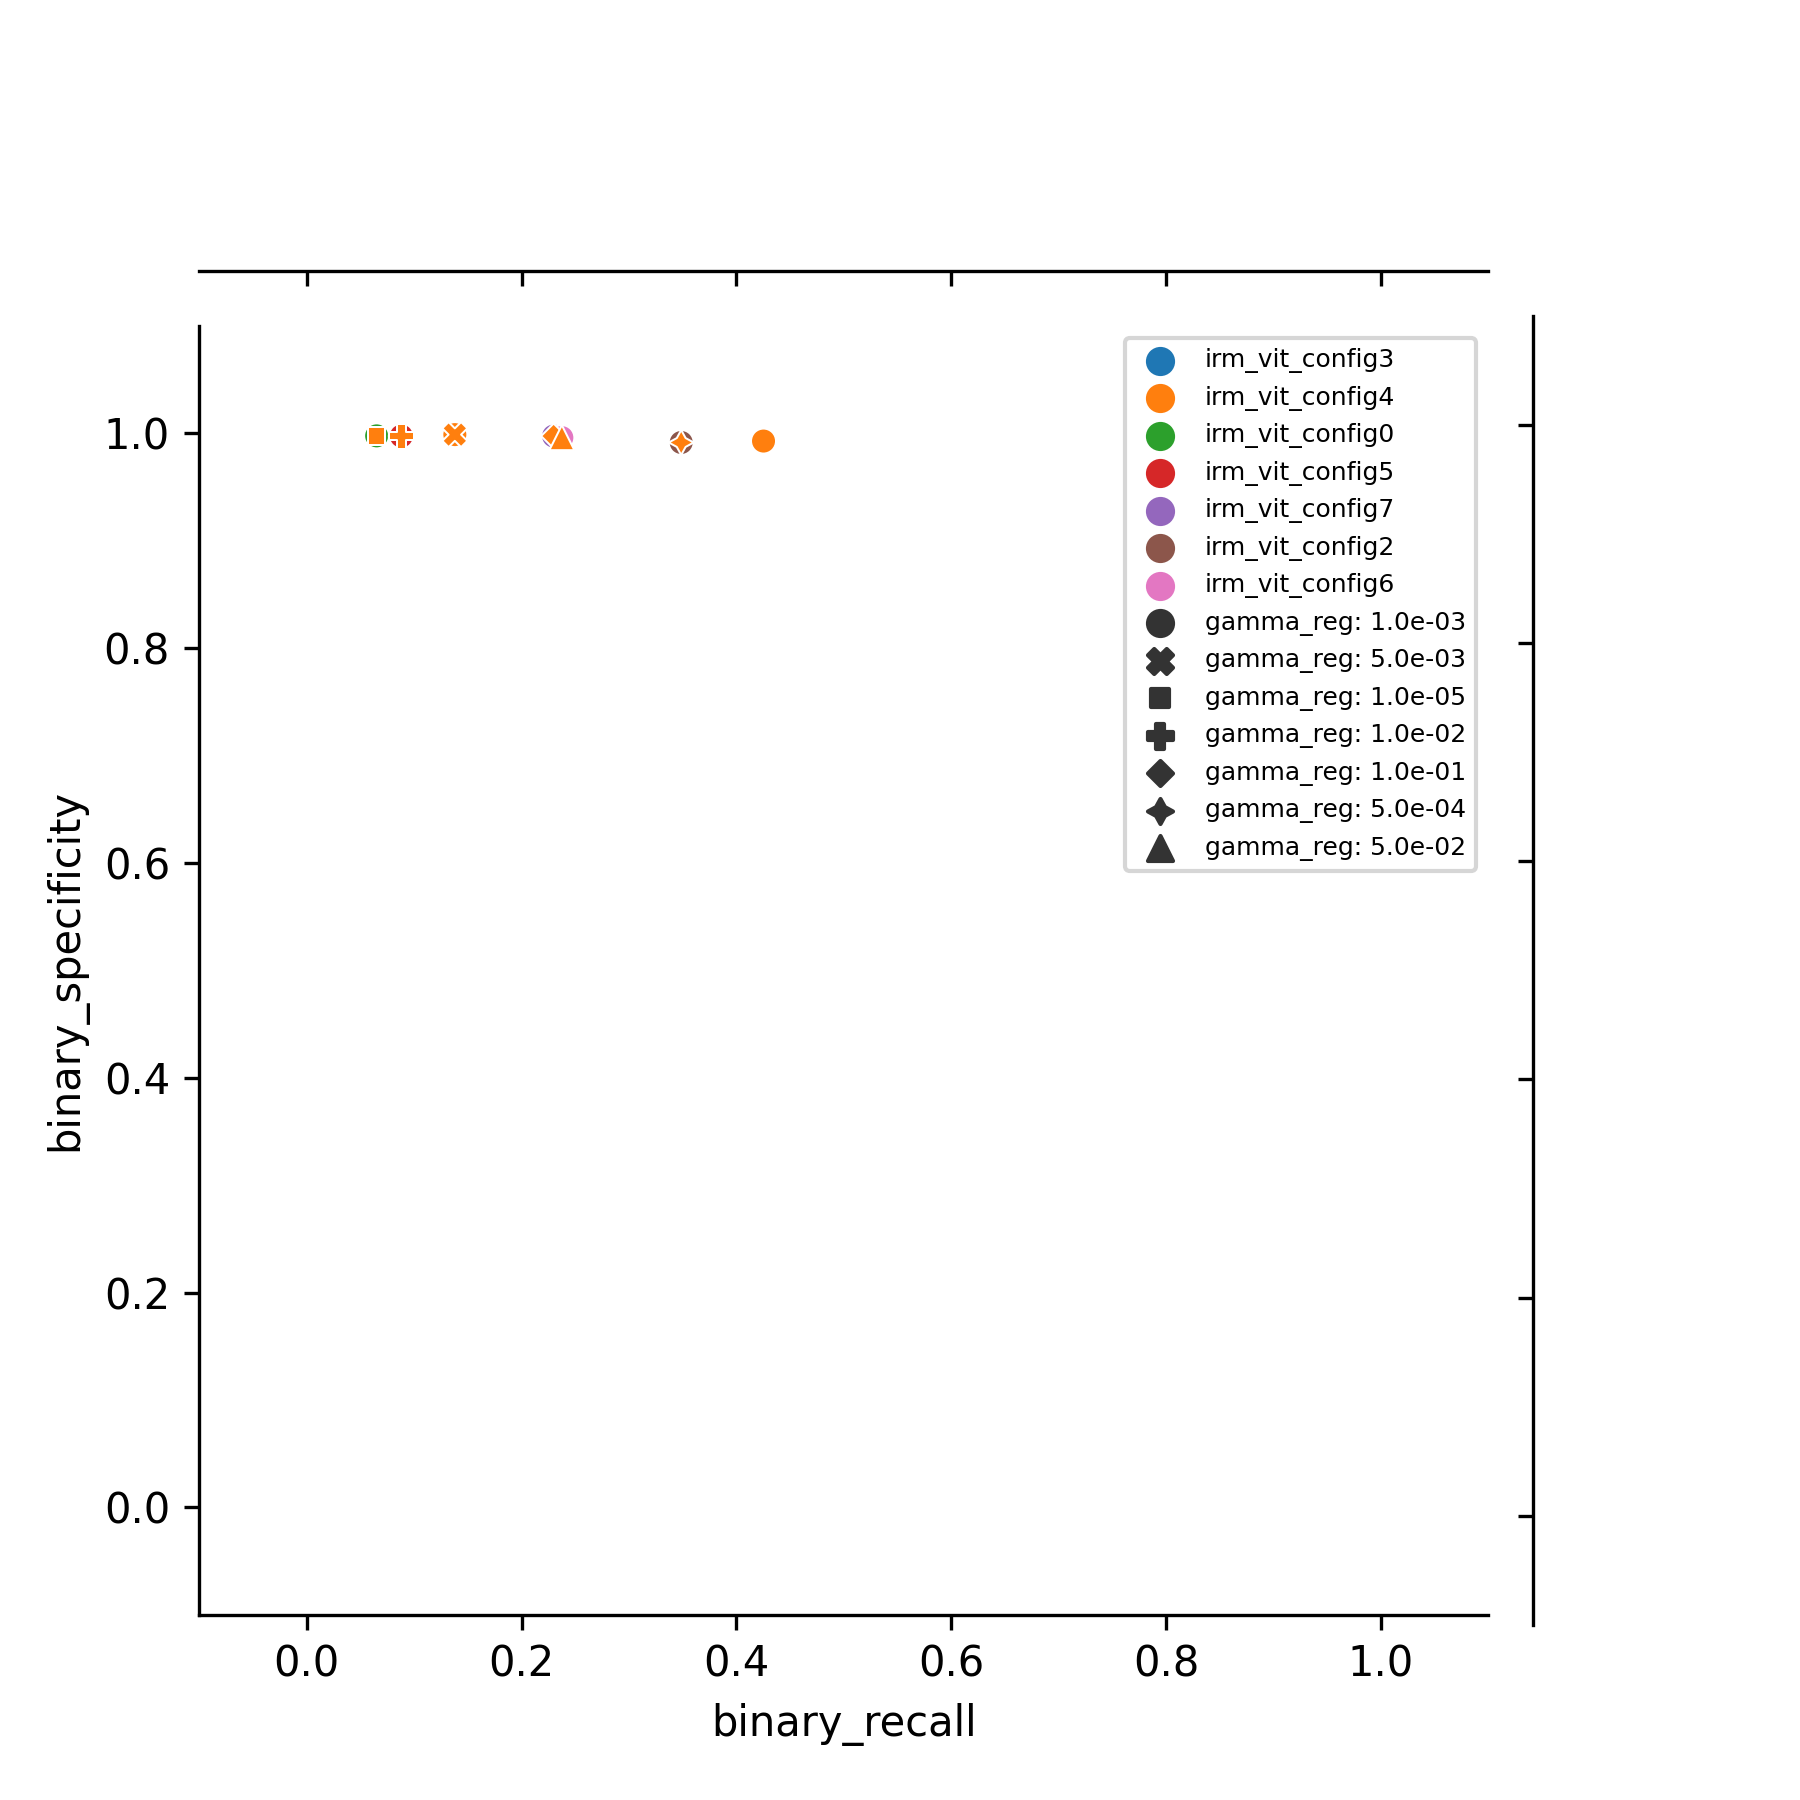 irm_vit_config3
irm_vit_config4
irm_vit_config0
irm_vit_config5
irm_vit_config7
irm_vit_config2
irm_vit_config6
gamma_reg: 1.0e-03
gamma_reg: 5.0e-03
gamma_reg: 1.0e-05
gamma_reg: 1.0e-02
gamma_reg: 1.0e-01
gamma_reg: 5.0e-04
gamma_reg: 5.0e-02
1.0
0.8
0.6
0.4
0.2
0.0
binary_specificity
0.0 0.2 0.4 0.6 0.8 1.0
binary_recall